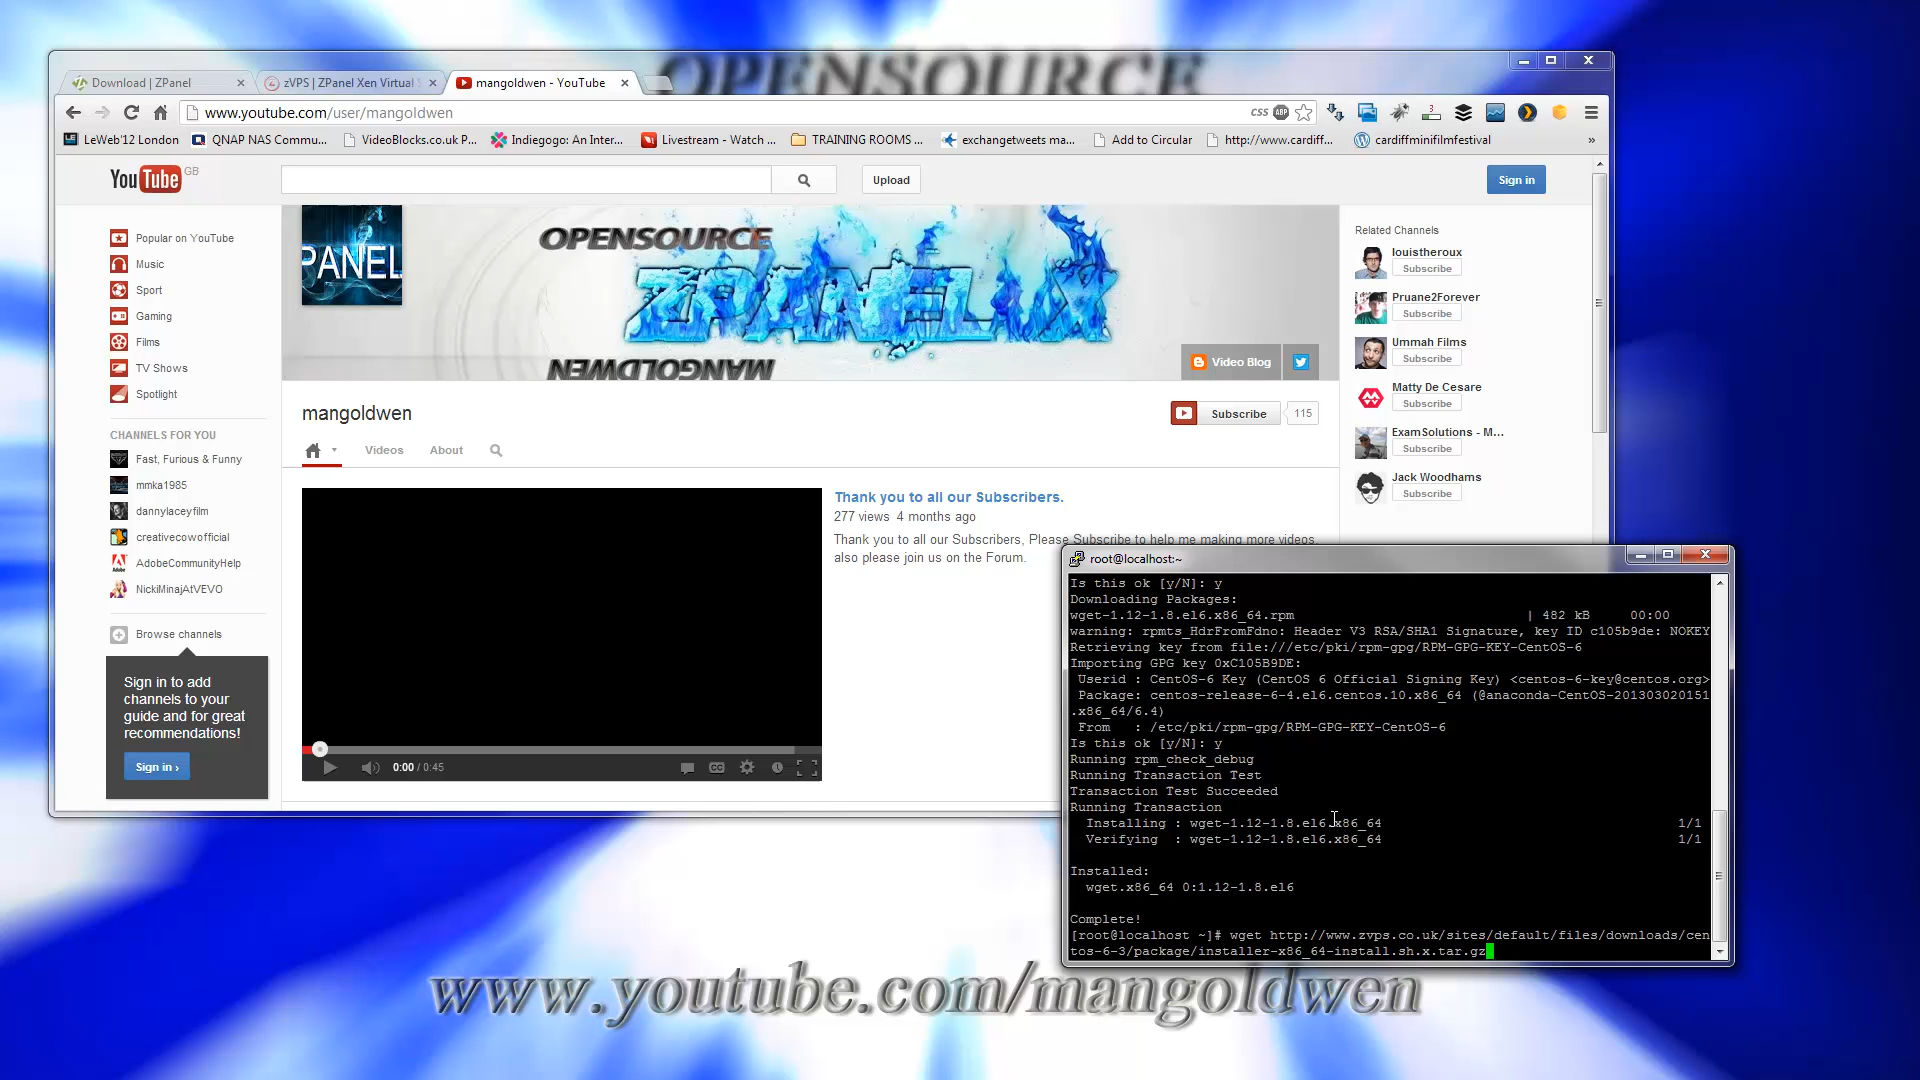 OPENSOURCE
Download | ZPanel
zVPS | ZPanel Xen Virtual S
mangoldwen - YouTube
www.youtube.com/user/mangoldwen
CSS
ABP
3
LeWeb'12 London
QNAP NAS Commu...
VideoBlocks.co.uk P...
Indiegogo: An Inter...
Livestream - Watch ...
TRAINING ROOMS ...
exchangetweets ma...
Add to Circular
http://www.cardiff...
cardiffminifilmfestival
»
YouTube GB
Upload
Sign in
Popular on YouTube
Music
Sport
Gaming
Films
TV Shows
Spotlight
CHANNELS FOR YOU
Fast, Furious & Funny
mmka1985
dannylaceyfilm
creativecowofficial
AdobeCommunityHelp
NickiMinajAtVEVO
Browse channels
Sign in to add
channels to your
guide and for great
recommendations!
Sign in ›
PANEL
OPENSOURCE
ZPANELX
MANGOLDWEN
Video Blog
mangoldwen
Subscribe
115
Videos
About
Thank you to all our Subscribers.
277 views 4 months ago
Thank you to all our Subscribers, Please Subscribe to help me making more videos,
also please join us on the Forum.
0:00 / 0:45
CC
Related Channels
louistheroux
Subscribe
Pruane2Forever
Subscribe
Ummah Films
Subscribe
Matty De Cesare
Subscribe
ExamSolutions - M...
Subscribe
Jack Woodhams
Subscribe
root@localhost:~
Is this ok [y/N]: y
Downloading Packages:
wget-1.12-1.8.el6.x86_64.rpm | 482 kB 00:00
warning: rpmts_HdrFromFdno: Header V3 RSA/SHA1 Signature, key ID c105b9de: NOKEY
Retrieving key from file:///etc/pki/rpm-gpg/RPM-GPG-KEY-CentOS-6
Importing GPG key 0xC105B9DE:
Userid : CentOS-6 Key (CentOS 6 Official Signing Key) <centos-6-key@centos.org>
Package: centos-release-6-4.el6.centos.10.x86_64 (@anaconda-CentOS-201303020151
.x86_64/6.4)
From : /etc/pki/rpm-gpg/RPM-GPG-KEY-CentOS-6
Is this ok [y/N]: y
Running rpm_check_debug
Running Transaction Test
Transaction Test Succeeded
Running Transaction
Installing : wget-1.12-1.8.el6.x86_64 1/1
Verifying : wget-1.12-1.8.el6.x86_64 1/1
Installed:
wget.x86_64 0:1.12-1.8.el6
Complete!
[root@localhost ~]# wget http://www.zvps.co.uk/sites/default/files/downloads/cen
tos-6-3/package/installer-x86_64-install.sh.x.tar.gz
www.youtube.com/mangoldwen